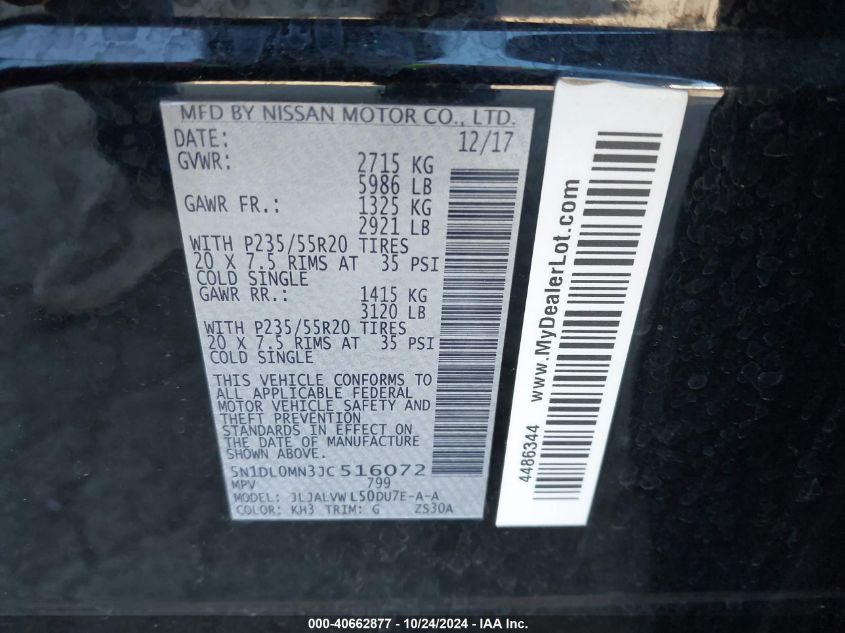 MFD BY NISSAN MOTOR CO., LTD.
DATE: 12/17
GVWR: 2715 KG
5986 LB
GAWR FR.: 1325 KG
2921 LB
WITH P235/55R20 TIRES
20 X 7.5 RIMS AT 35 PSI
COLD SINGLE
GAWR RR.: 1415 KG
3120 LB
WITH P235/55R20 TIRES
20 X 7.5 RIMS AT 35 PSI
COLD SINGLE
THIS VEHICLE CONFORMS TO
ALL APPLICABLE FEDERAL
MOTOR VEHICLE SAFETY AND
THEFT PREVENTION
STANDARDS IN EFFECT ON
THE DATE OF MANUFACTURE
SHOWN ABOVE.
5N1DL0MN3JC516072
MPV 799
MODEL: JLJALVWL50DU7E-A-A
COLOR: KH3 TRIM: G ZS30A
www.MyDealerLot.com
4486344
000-40662877 - 10/24/2024 - IAA Inc.